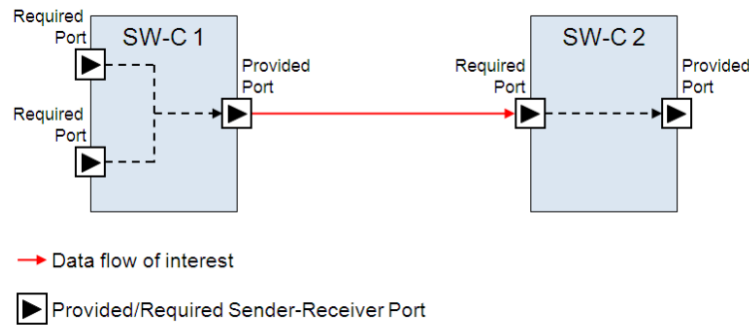 Required
Port
SW-C 1
Provided
Port
Required
Port
Required
Port
SW-C 2
Provided
Port
Data flow of interest
Provided/Required Sender-Receiver Port